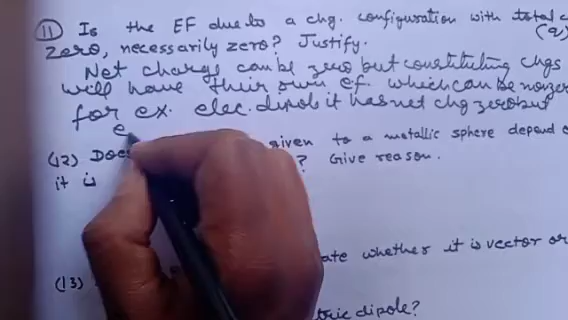 (11) Is the EF due to a chg. configuration with total c
zero, necessarily zero? Justify. (a)
Net charge can be zero but constituting chgs
will have their own ef. which can be nonzero
for ex. elec. dipole it has net chg zero but
e
(12) Does given to a metallic sphere depend o
it is ? Give reason.
ate whether it is vector or
(13)
tric dipole?